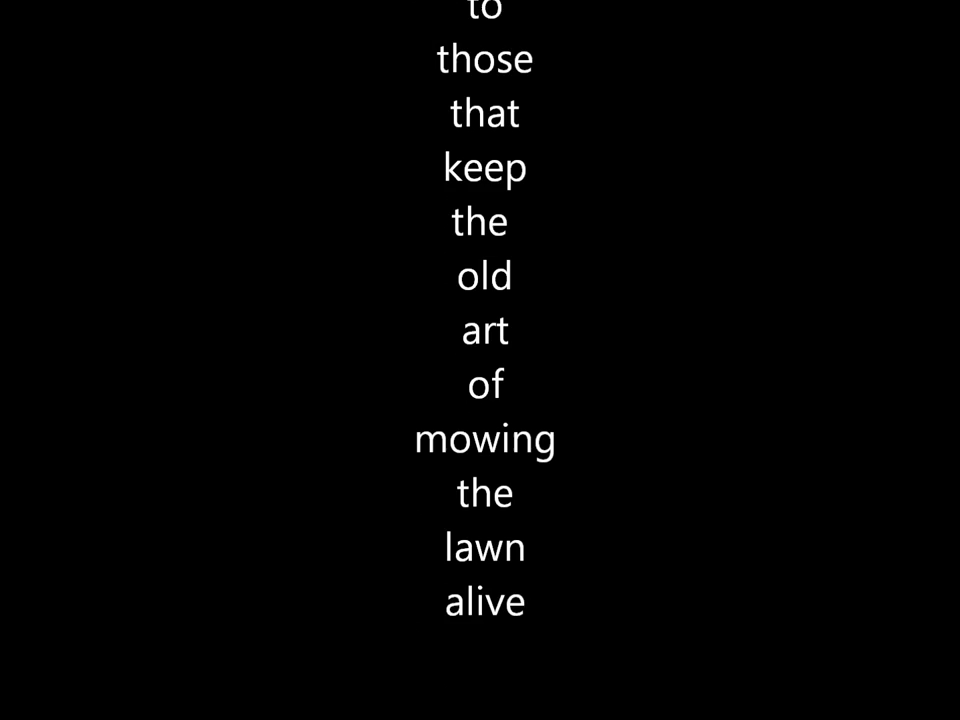 to
those
that
keep
the
old
art
of
mowing
the
lawn
alive